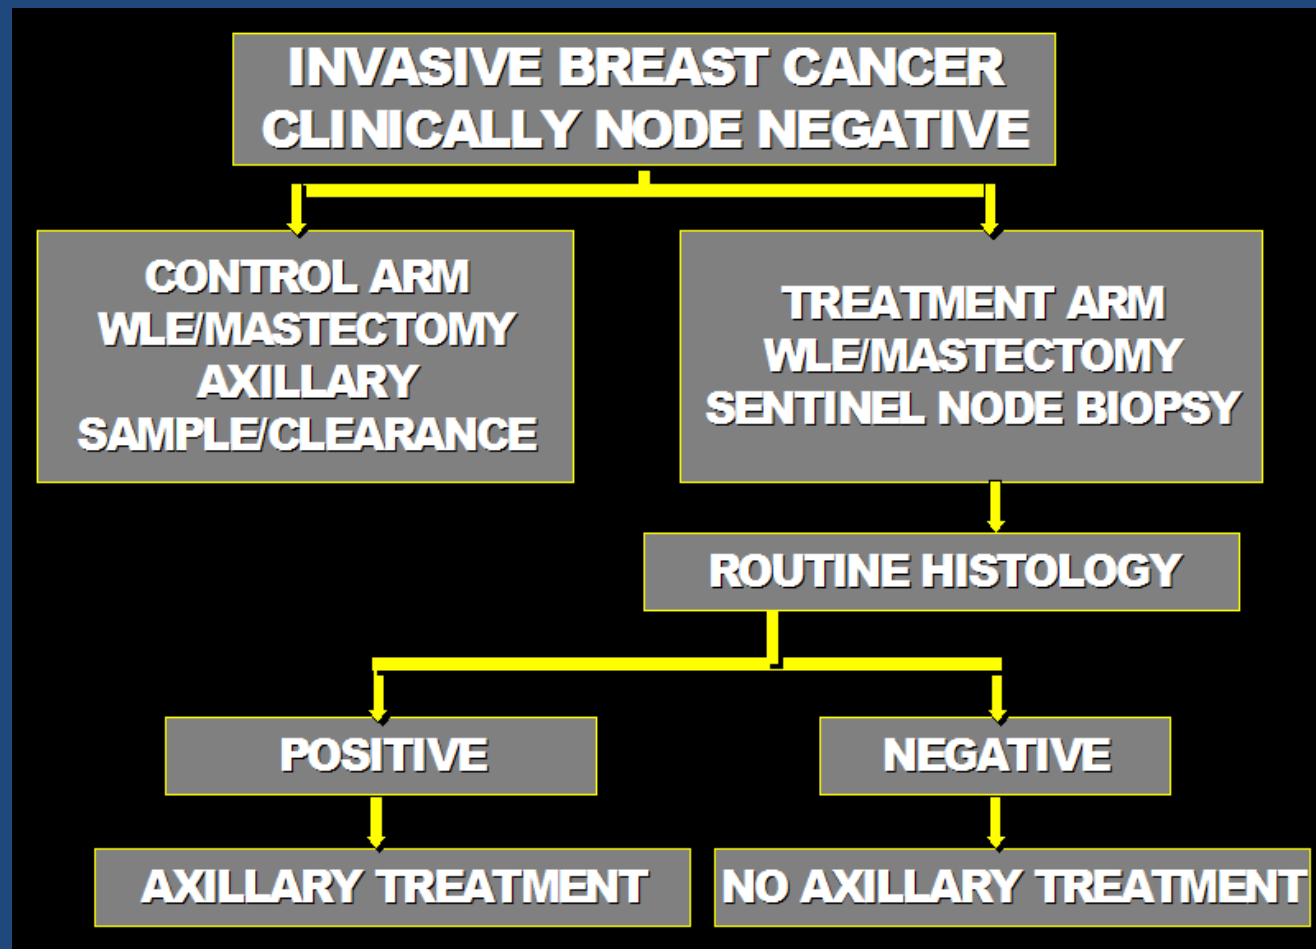 INVASIVE BREAST CANCER
CLINICALLY NODE NEGATIVE
CONTROL ARM
WLE/MASTECTOMY
AXILLARY
SAMPLE/CLEARANCE
TREATMENT ARM
WLE/MASTECTOMY
SENTINEL NODE BIOPSY
ROUTINE HISTOLOGY
POSITIVE
NEGATIVE
AXILLARY TREATMENT
NO AXILLARY TREATMENT